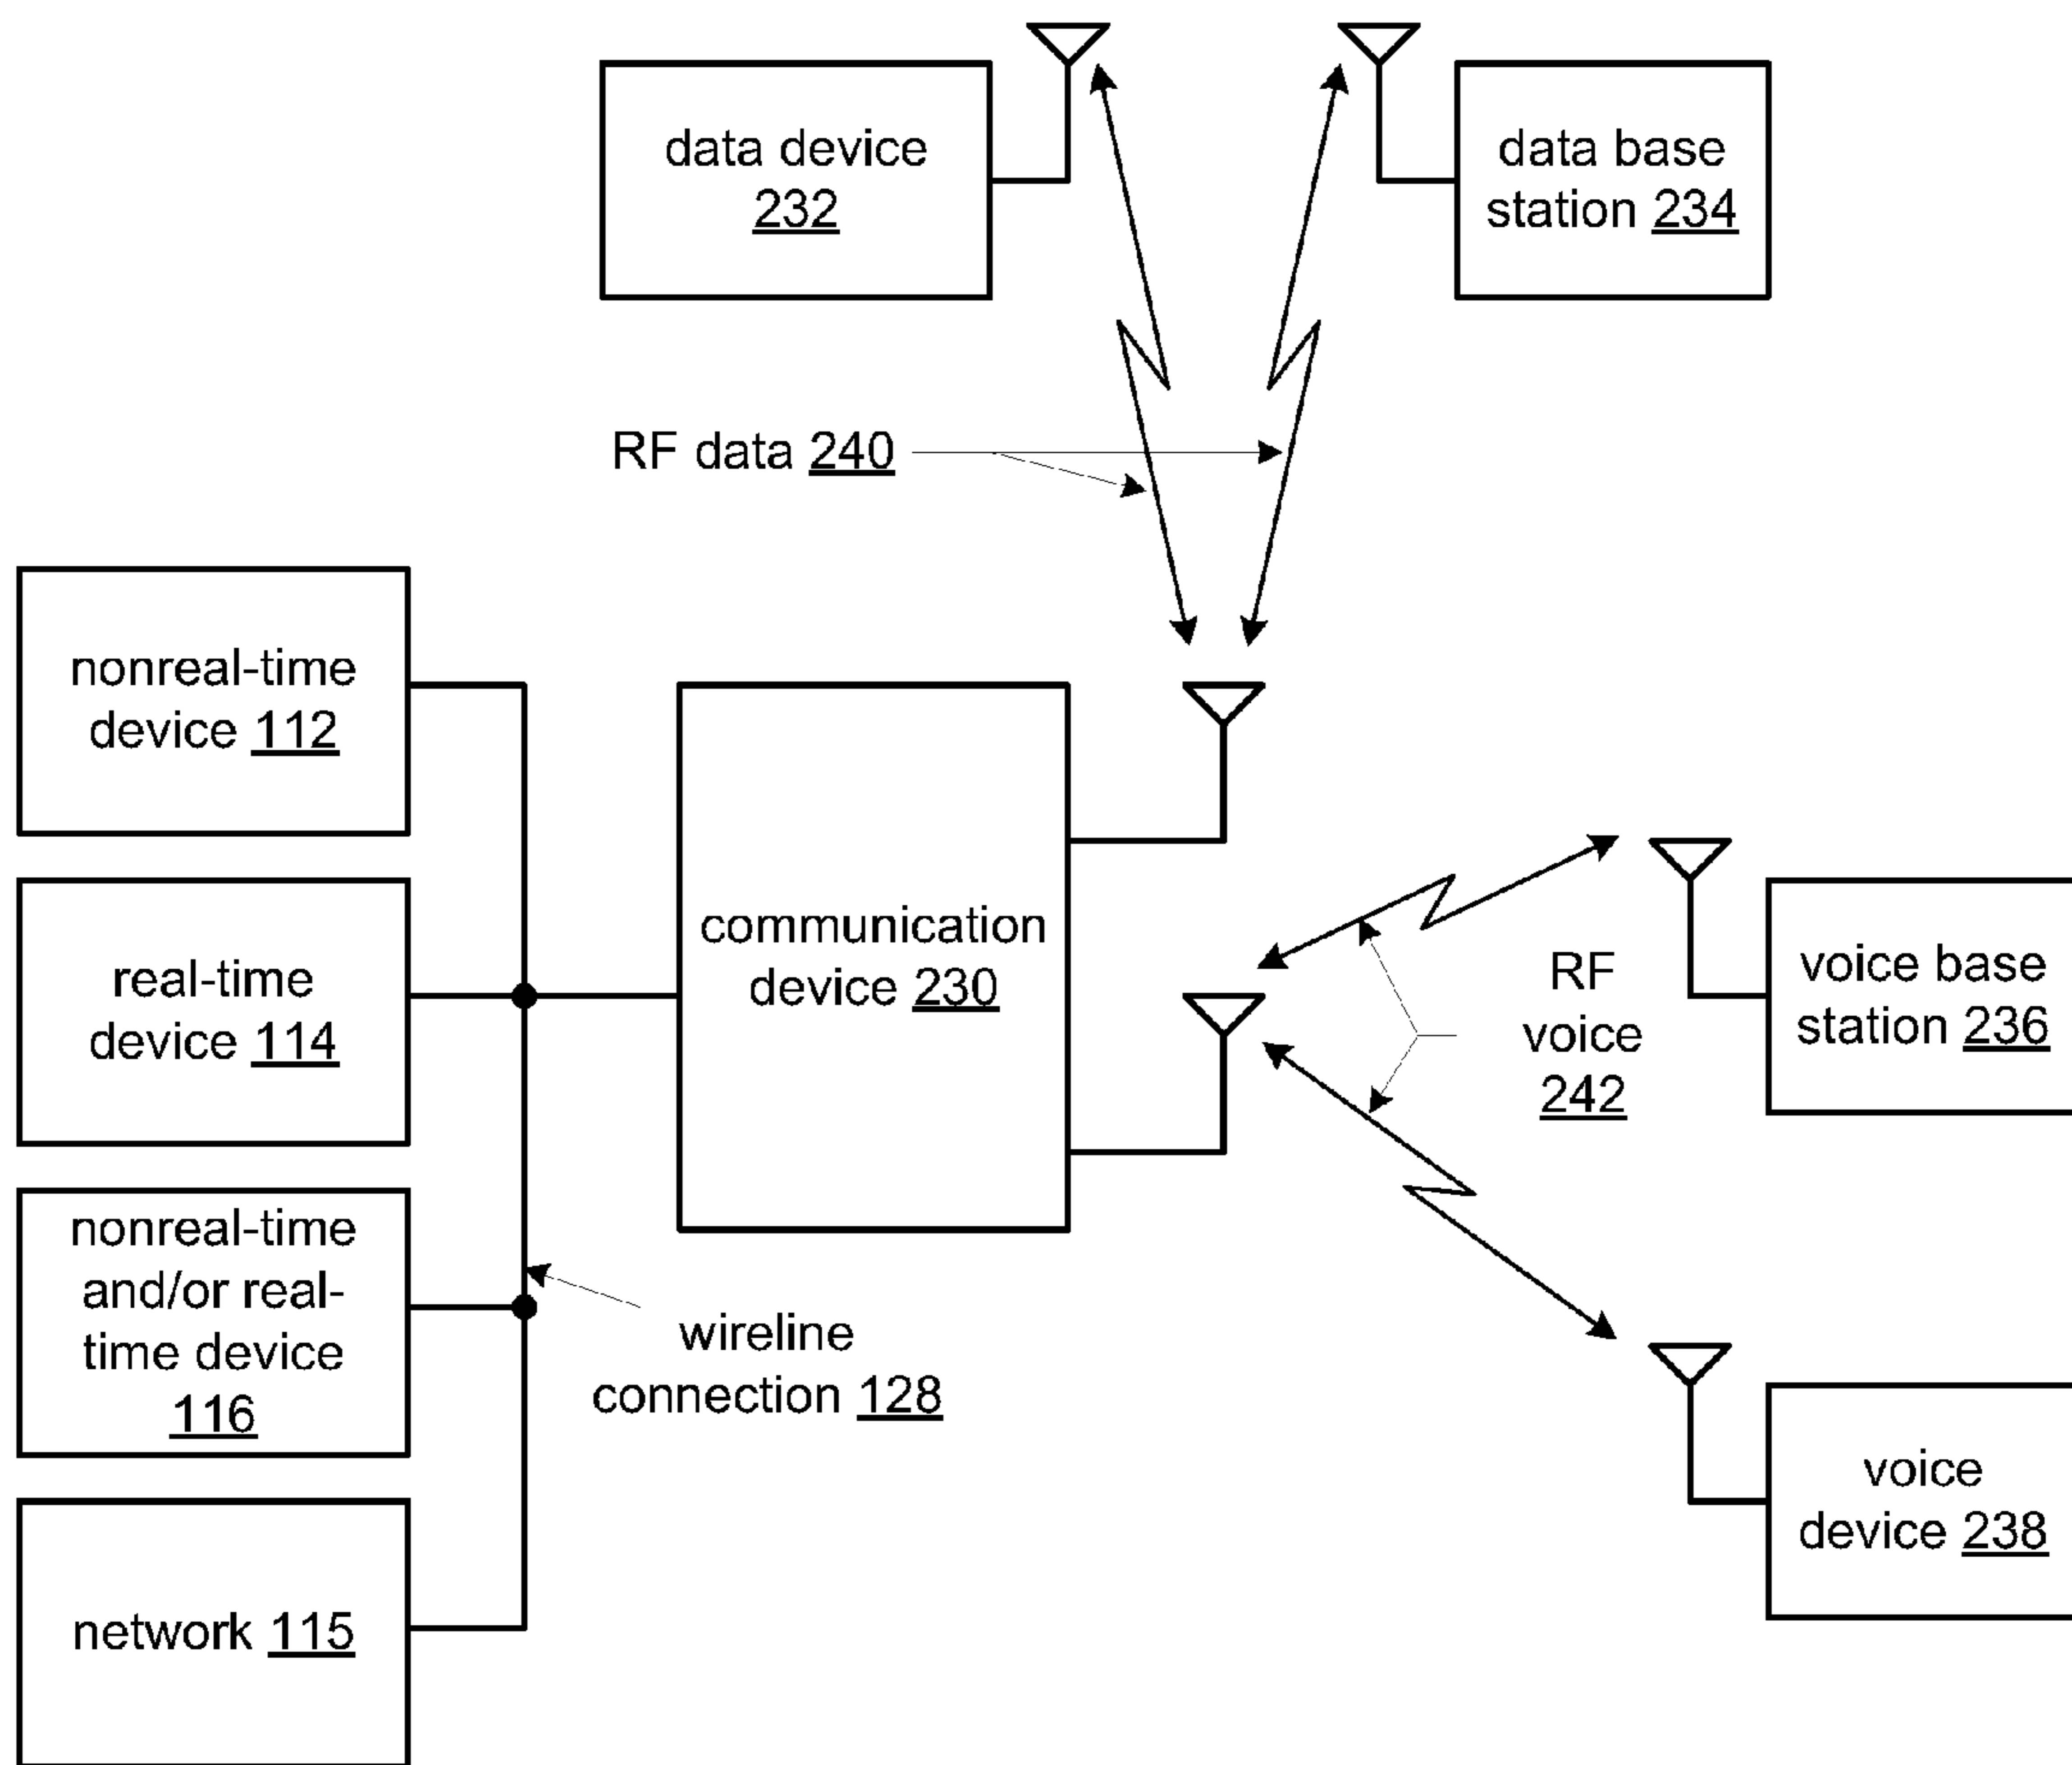 data device
232
data base
station 234
RF data 240
nonreal-time
device 112
real-time
device 114
nonreal-time
and/or real-
time device
116
network 115
wireline
connection 128
communication
device 230
RF
voice
242
voice base
station 236
voice
device 238